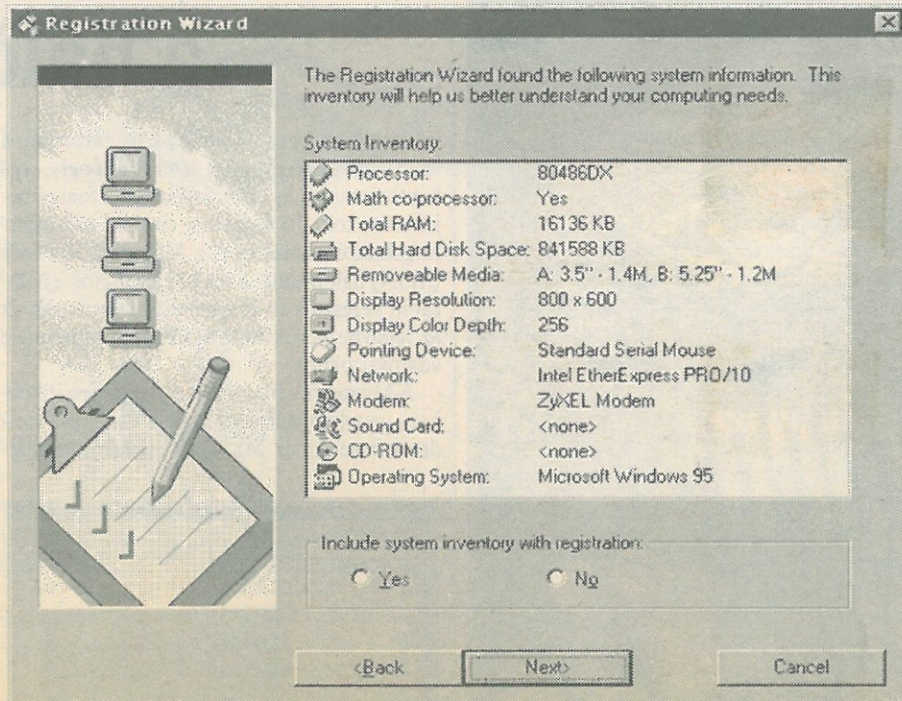 Registration Wizard
The Registration Wizard found the following system information. This
inventory will help us better understand your computing needs.
System Inventory:
Processor: 80486DX
Math co-processor: Yes
Total RAM: 16136 KB
Total Hard Disk Space: 841588 KB
Removeable Media: A: 3.5" - 1.4M, B: 5.25" - 1.2M
Display Resolution: 800 x 600
Display Color Depth: 256
Pointing Device: Standard Serial Mouse
Network: Intel EtherExpress PRO/10
Modem: ZyXEL Modem
Sound Card: <none>
CD-ROM: <none>
Operating System: Microsoft Windows 95
Include system inventory with registration:
Yes No
<Back Next> Cancel